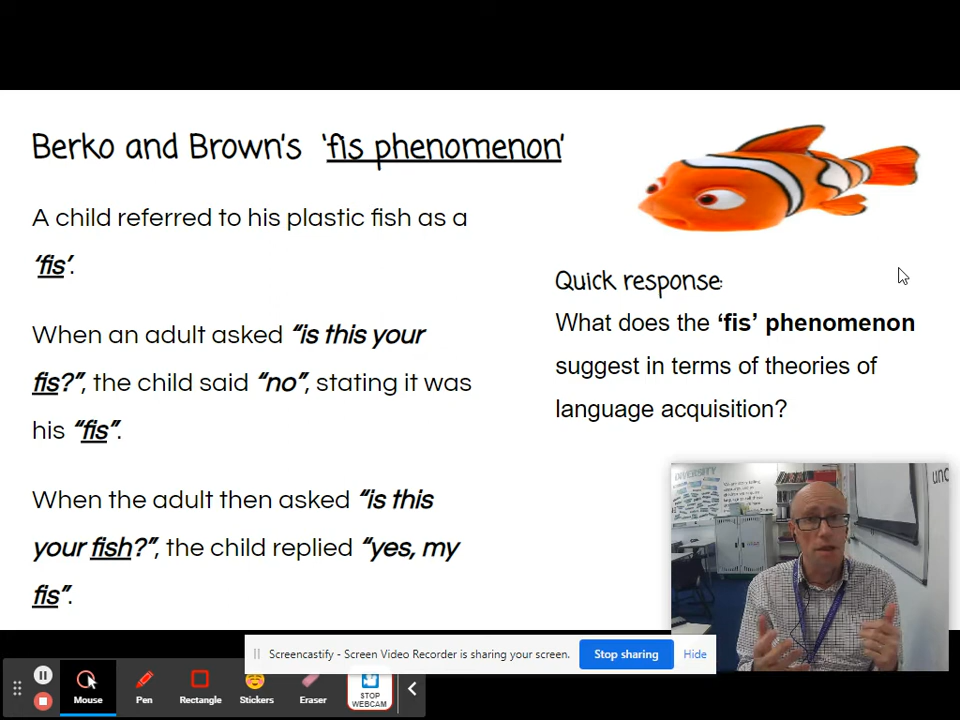 Berko and Brown's 'fis phenomenon'
A child referred to his plastic fish as a
'fis'.
When an adult asked "is this your
fis?", the child said "no", stating it was
his "fis".
When the adult then asked "is this
your fish?", the child replied "yes, my
fis".
Quick response:
What does the 'fis' phenomenon
suggest in terms of theories of
language acquisition?
DIVERSITY
unc
Screencastify - Screen Video Recorder is sharing your screen.
Stop sharing
Hide
Mouse
Pen
Rectangle
Stickers
Eraser
STOP
WEBCAM